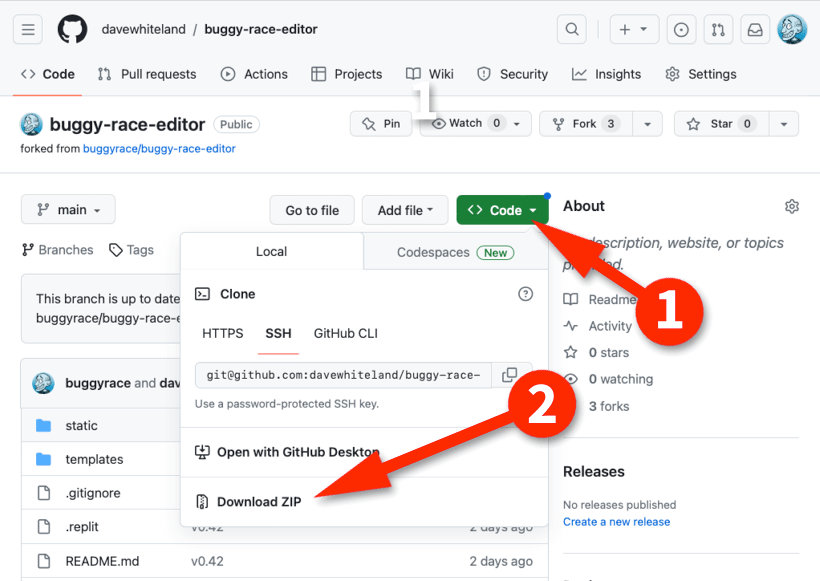 davewhiteland / buggy-race-editor
Code Pull requests Actions Projects Wiki Security Insights Settings
1
buggy-race-editor Public
Pin Watch 0 Fork 3 Star 0
forked from buggyrace/buggy-race-editor
main Go to file Add file Code About
Branches Tags Local Codespaces New description, website, or topics
Clone
This branch is up to date
buggyrace/buggy-race-e
HTTPS SSH GitHub CLI
git@github.com:davewhiteland/buggy-race-
Use a password-protected SSH key.
Readme
1
Activity
0 stars
0 watching
2
3 forks
buggyrace and dav
static
Open with GitHub Desktop
templates
Releases
.gitignore
Download ZIP
No releases published
Create a new release
.replit v0.42 2 days ago
README.md v0.42 2 days ago